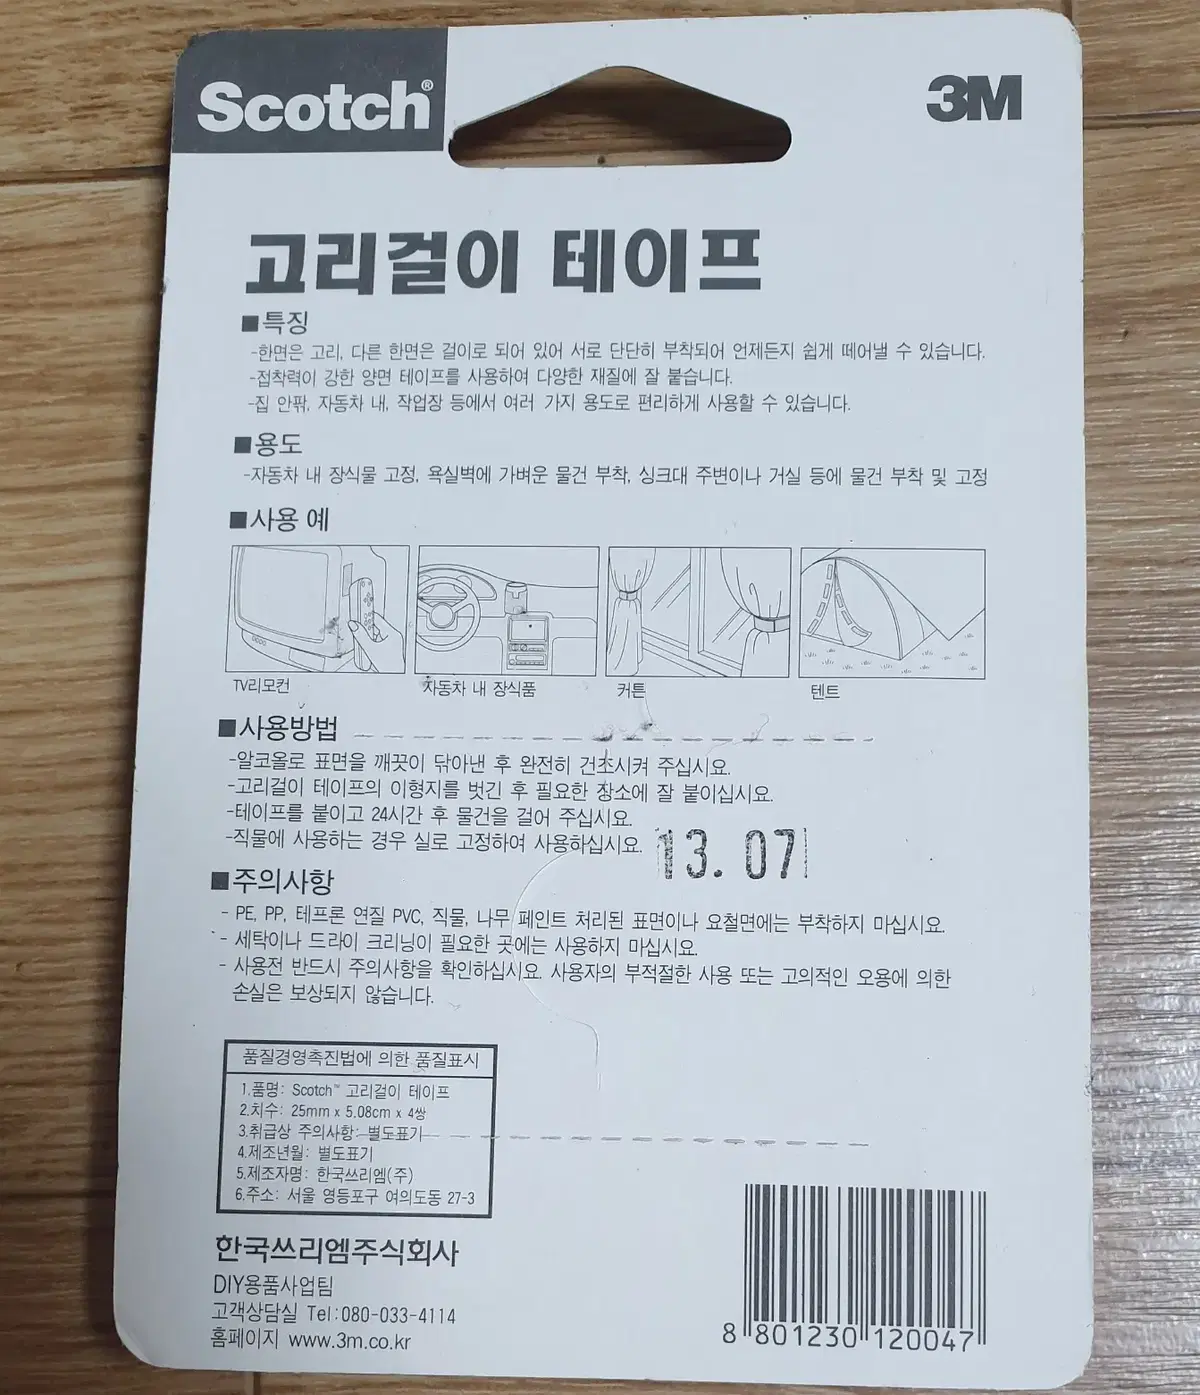 Scotch®
3M
고리걸이 테이프
■특징
-한면은 고리, 다른 한면은 걸이로 되어 있어 서로 단단히 부착되어 언제든지 쉽게 떼어낼 수 있습니다.
-접착력이 강한 양면 테이프를 사용하여 다양한 재질에 잘 붙습니다.
-집 안팎, 자동차 내, 작업장 등에서 여러 가지 용도로 편리하게 사용할 수 있습니다.
■용도
-자동차 내 장식물 고정, 욕실벽에 가벼운 물건 부착, 싱크대 주변이나 거실 등에 물건 부착 및 고정
■사용 예
TV리모컨
자동차 내 장식품
커튼
텐트
■사용방법
-알코올로 표면을 깨끗이 닦아낸 후 완전히 건조시켜 주십시요.
-고리걸이 테이프의 이형지를 벗긴 후 필요한 장소에 잘 붙이십시요.
-테이프를 붙이고 24시간 후 물건을 걸어 주십시요.
-직물에 사용하는 경우 실로 고정하여 사용하십시요.
13. 07
■주의사항
- PE, PP, 테프론 연질 PVC, 직물, 나무 페인트 처리된 표면이나 요철면에는 부착하지 마십시요.
- 세탁이나 드라이 크리닝이 필요한 곳에는 사용하지 마십시요.
- 사용전 반드시 주의사항을 확인하십시요. 사용자의 부적절한 사용 또는 고의적인 오용에 의한
손실은 보상되지 않습니다.
품질경영촉진법에 의한 품질표시
1.품명: Scotch™ 고리걸이 테이프
2.치수: 25mm x 5.08cm x 4쌍
3.취급상 주의사항: 별도표기
4.제조년월: 별도표기
5.제조자명: 한국쓰리엠(주)
6.주소: 서울 영등포구 여의도동 27-3
한국쓰리엠주식회사
DIY용품사업팀
고객상담실 Tel:080-033-4114
홈페이지 www.3m.co.kr
8 801230 120047